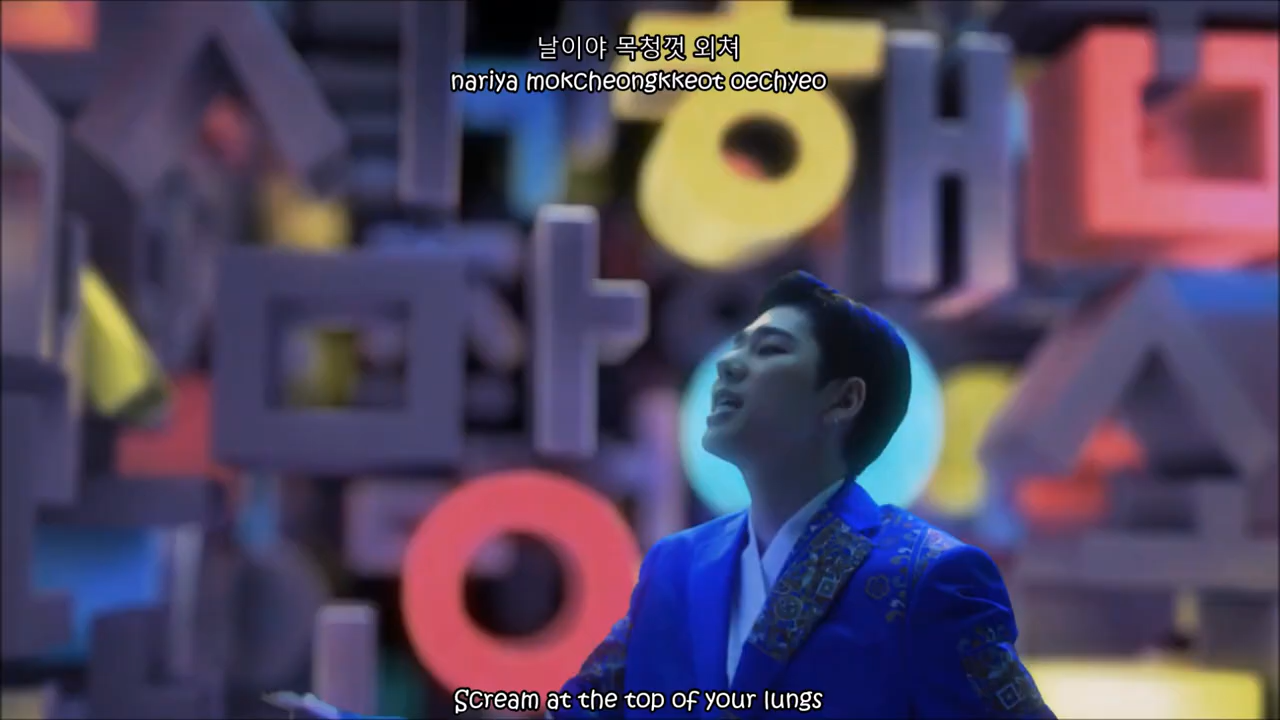 날이야 목청껏 외쳐
nariya mokcheongkkeot oechyeo
Scream at the top of your lungs